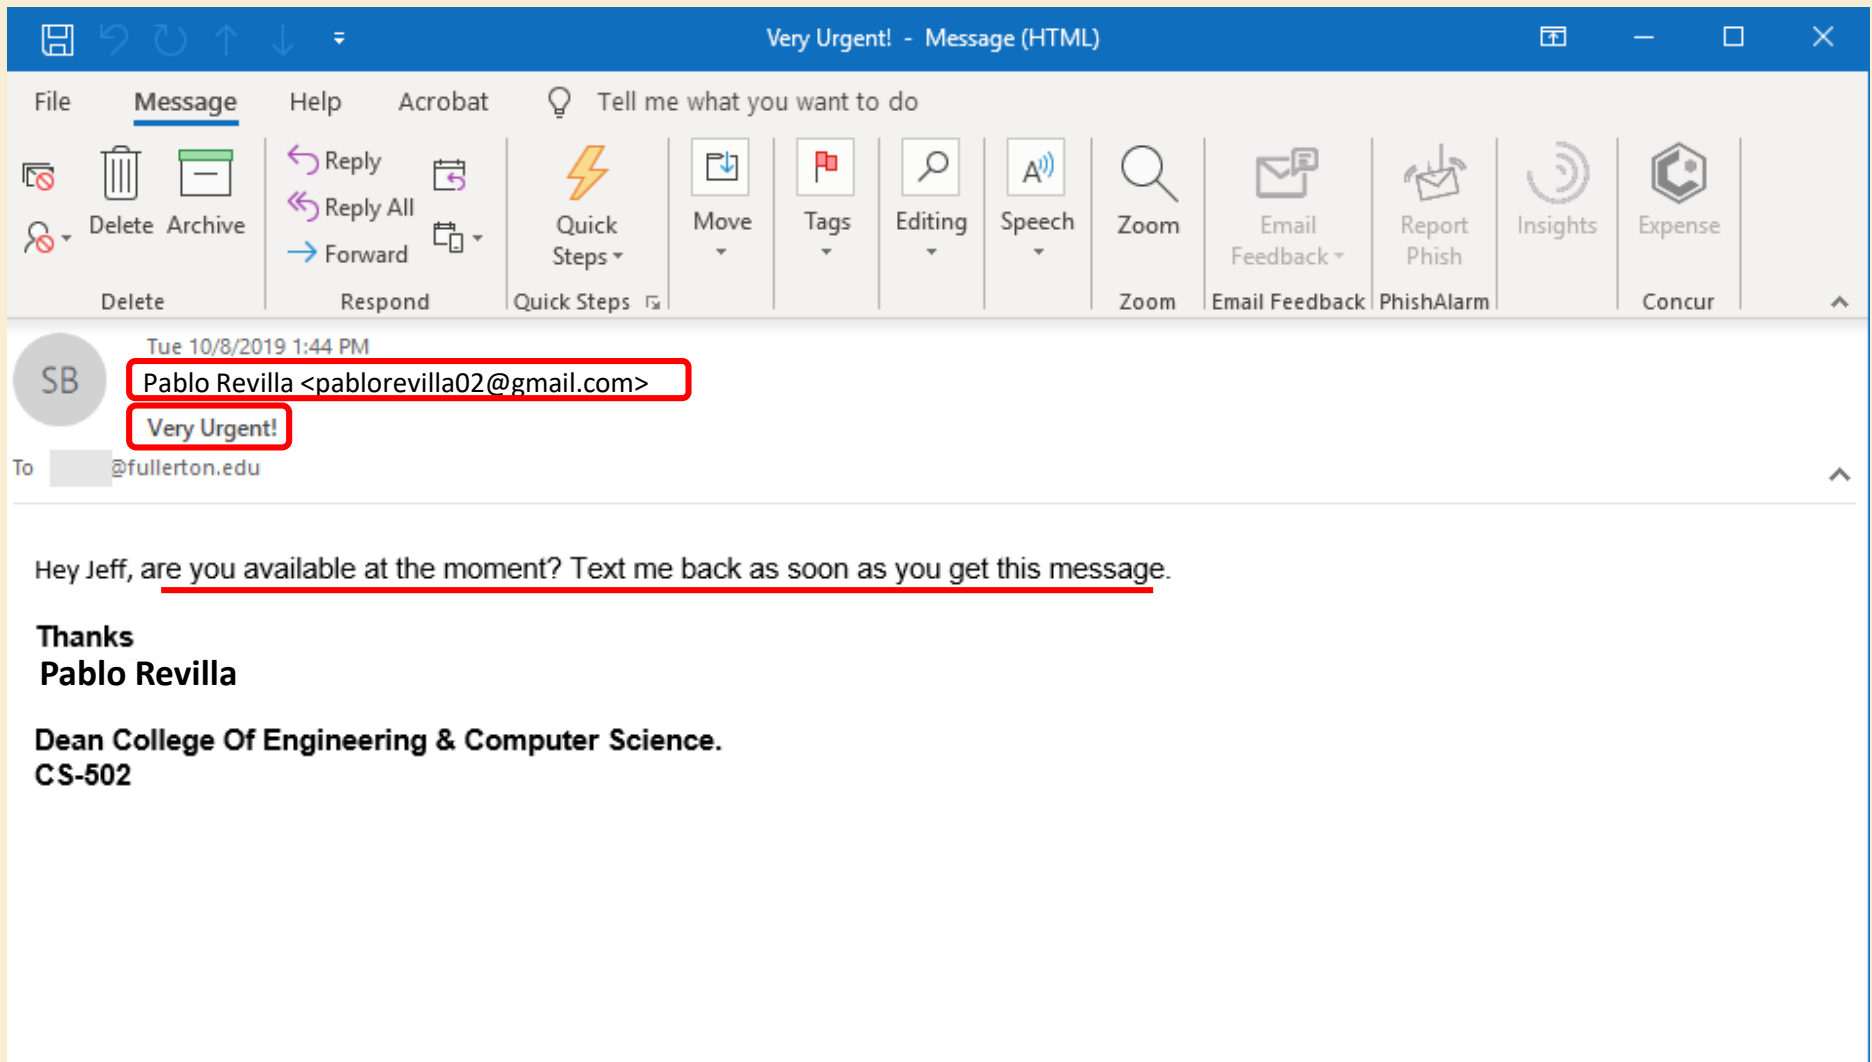 Very Urgent! - Message (HTML)
File Message Help Acrobat Tell me what you want to do
Delete Archive
Reply
Reply All
Forward
Quick Steps
Move
Tags
Editing
Speech
Zoom
Email Feedback
Report Phish
Insights
Expense
Delete Respond Quick Steps Zoom Email Feedback PhishAlarm Concur
Tue 10/8/2019 1:44 PM
SB
Pablo Revilla <pablorevilla02@gmail.com>
Very Urgent!
To @fullerton.edu
Hey Jeff, are you available at the moment? Text me back as soon as you get this message.
Thanks
Pablo Revilla
Dean College Of Engineering & Computer Science.
CS-502